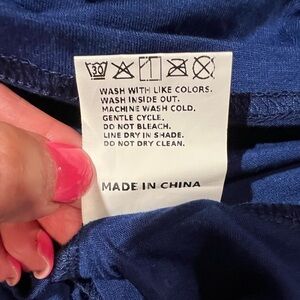 30
WASH WITH LIKE COLORS.
WASH INSIDE OUT.
MACHINE WASH COLD.
GENTLE CYCLE.
DO NOT BLEACH.
LINE DRY IN SHADE.
DO NOT DRY CLEAN.
MADE IN CHINA